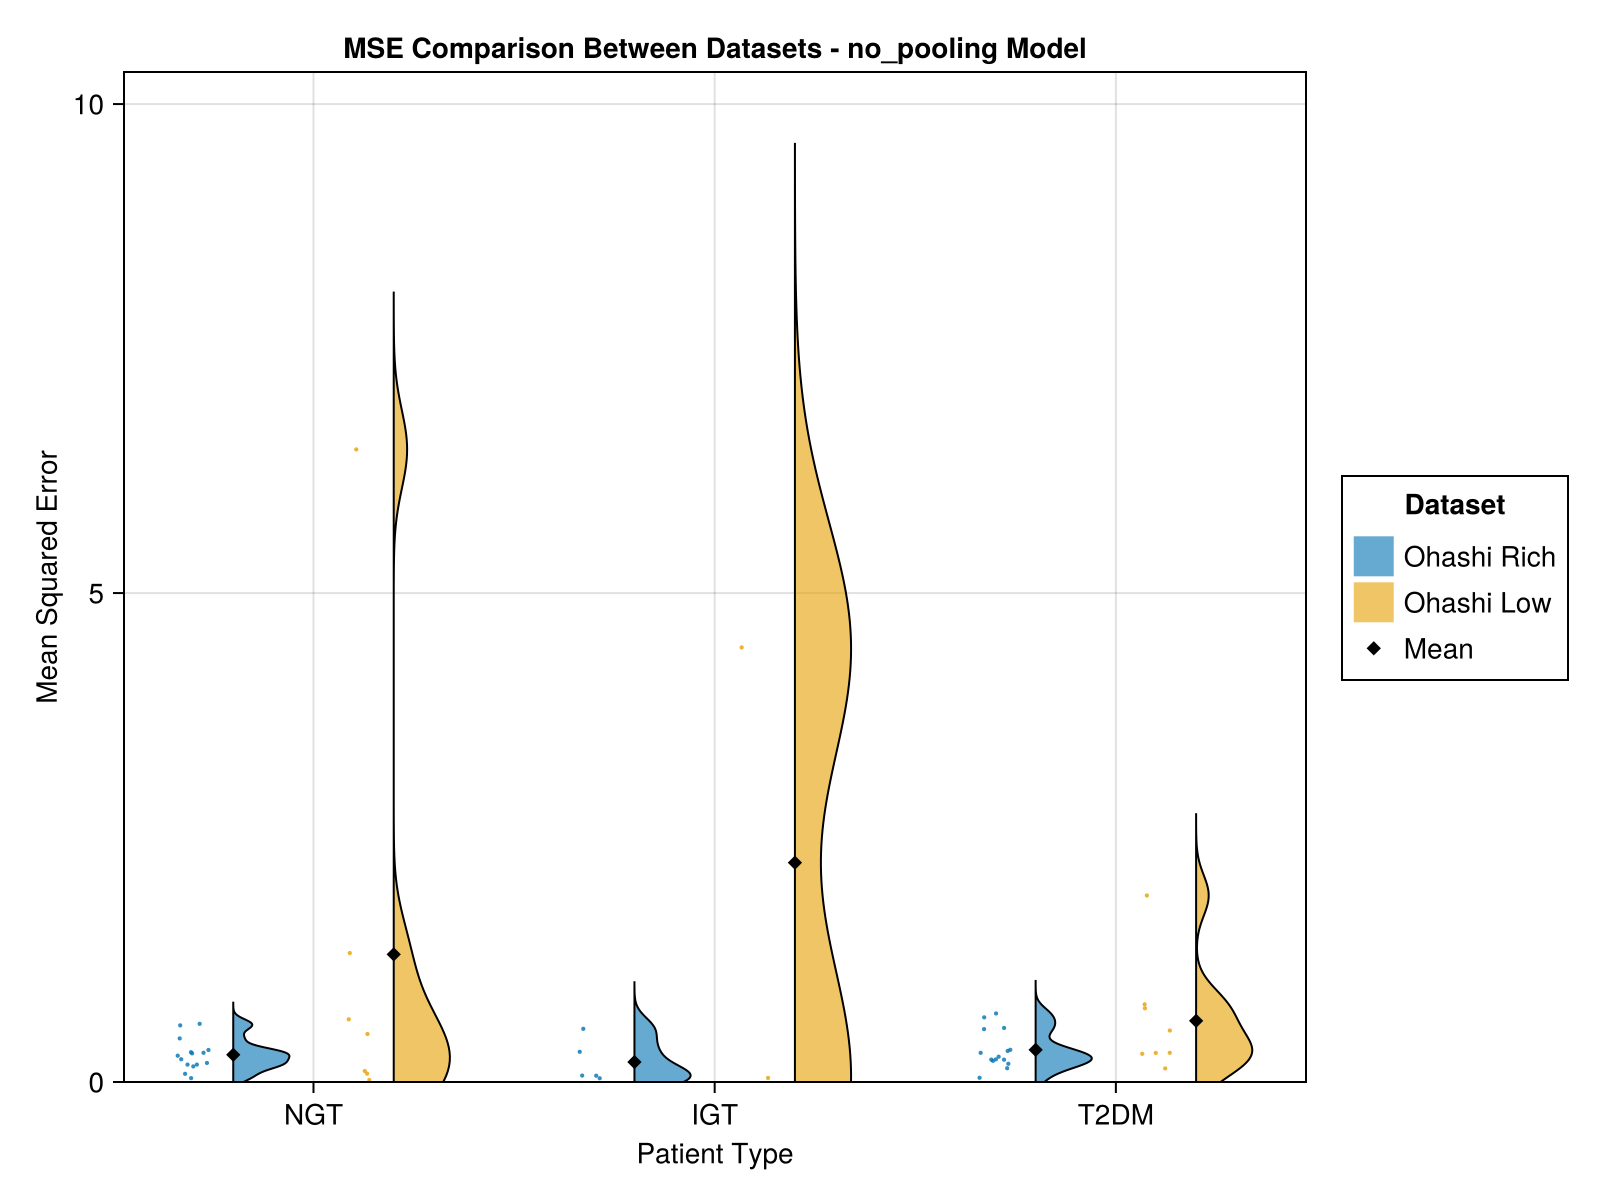 MSE Comparison Between Datasets - no_pooling Model
Mean Squared Error
10
5
0
NGT
IGT
T2DM
Patient Type
Dataset
Ohashi Rich
Ohashi Low
Mean